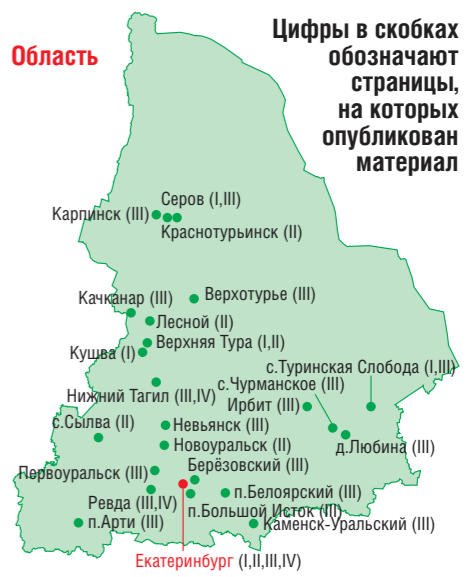 Область
Цифры в скобках
обозначают
страницы,
на которых
опубликован
материал
Серов (I,III)
Карпинск (III)
Краснотурьинск (II)
Качканар (III)
Верхотурье (III)
Лесной (II)
Верхняя Тура (I,II)
Кушва (I)
с.Туринская Слобода (I,III)
с.Чурманское (III)
Нижний Тагил (III,IV)
Ирбит (III)
с.Сылва (II)
Невьянск (III)
Новоуральск (II)
д.Любина (III)
Берёзовский (III)
Первоуральск (III)
п.Белоярский (III)
Ревда (III,IV)
п.Большой Исток (III)
п.Арти (III)
Каменск-Уральский (III)
Екатеринбург (I,II,III,IV)